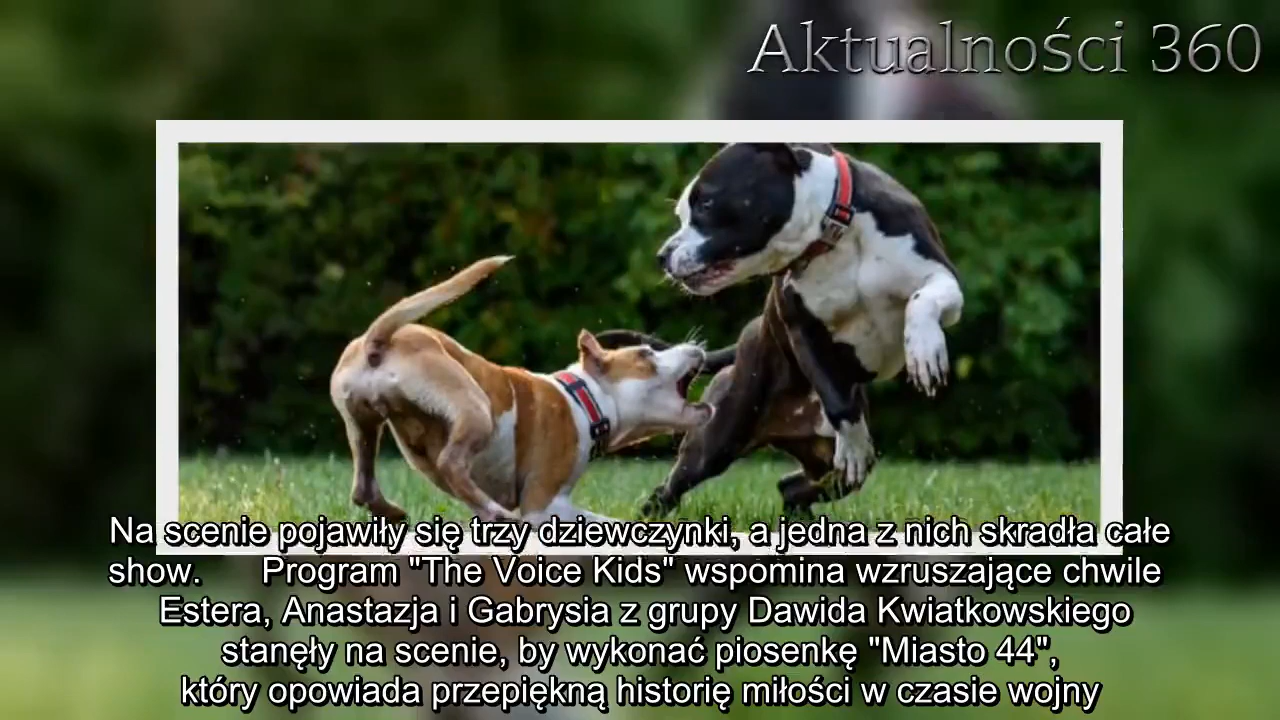 Aktualności 360
Na scenie pojawiły się trzy dziewczynki, a jedna z nich skradła całe
show. Program "The Voice Kids" wspomina wzruszające chwile
Estera, Anastazja i Gabrysia z grupy Dawida Kwiatkowskiego
stanęły na scenie, by wykonać piosenkę "Miasto 44",
który opowiada przepiękną historię miłości w czasie wojny